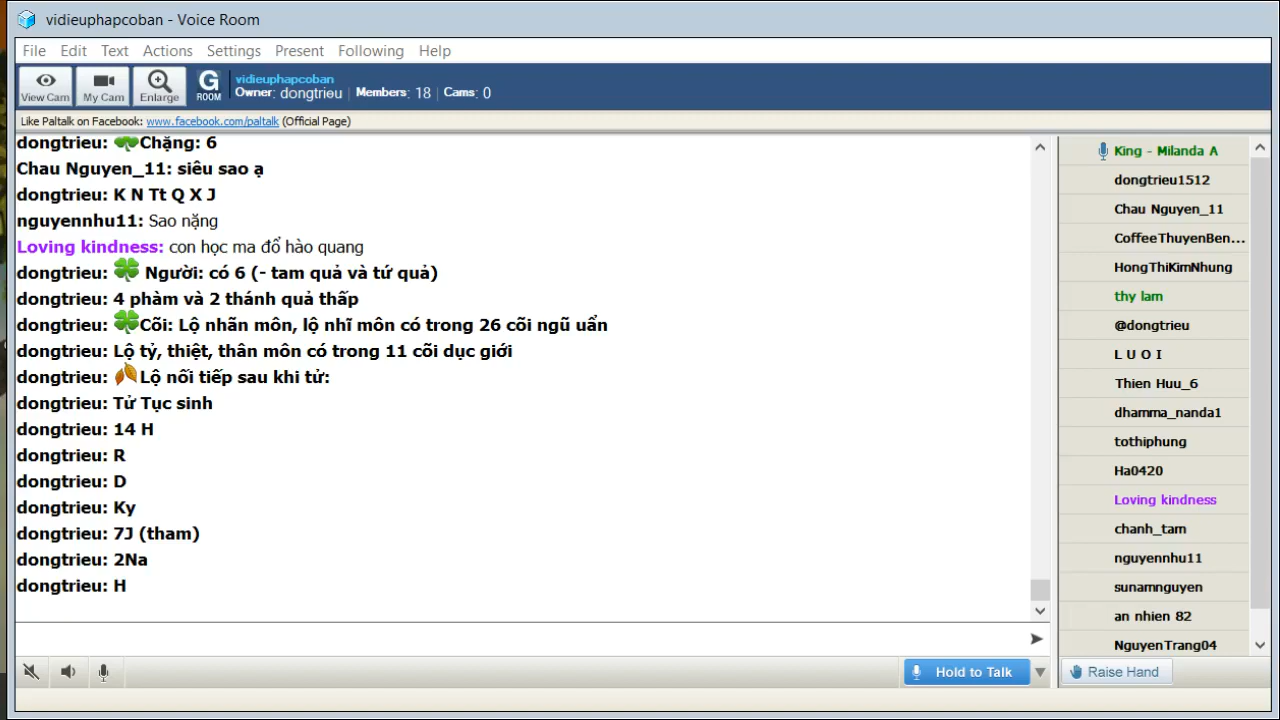 vidieuphapcoban - Voice Room
File Edit Text Actions Settings Present Following Help
View Cam
My Cam
Enlarge
G ROOM
vidieuphapcoban
Owner: dongtrieu | Members: 18 | Cams: 0
Like Paltalk on Facebook: www.facebook.com/paltalk (Official Page)
dongtrieu: Chặng: 6
Chau Nguyen_11: siêu sao ạ
dongtrieu: K N Tt Q X J
nguyennhu11: Sao nặng
Loving kindness: con học ma đổ hào quang
dongtrieu: Người: có 6 (- tam quả và tứ quả)
dongtrieu: 4 phàm và 2 thánh quả thấp
dongtrieu: Cõi: Lộ nhãn môn, lộ nhĩ môn có trong 26 cõi ngũ uẩn
dongtrieu: Lộ tỷ, thiệt, thân môn có trong 11 cõi dục giới
dongtrieu: Lộ nối tiếp sau khi tử:
dongtrieu: Tử Tục sinh
dongtrieu: 14 H
dongtrieu: R
dongtrieu: D
dongtrieu: Ky
dongtrieu: 7J (tham)
dongtrieu: 2Na
dongtrieu: H
King - Milanda A
dongtrieu1512
Chau Nguyen_11
CoffeeThuyenBen...
HongThiKimNhung
thy lam
@dongtrieu
L U O I
Thien Huu_6
dhamma_nanda1
tothiphung
Ha0420
Loving kindness
chanh_tam
nguyennhu11
sunamnguyen
an nhien 82
NguyenTrang04
Hold to Talk
Raise Hand